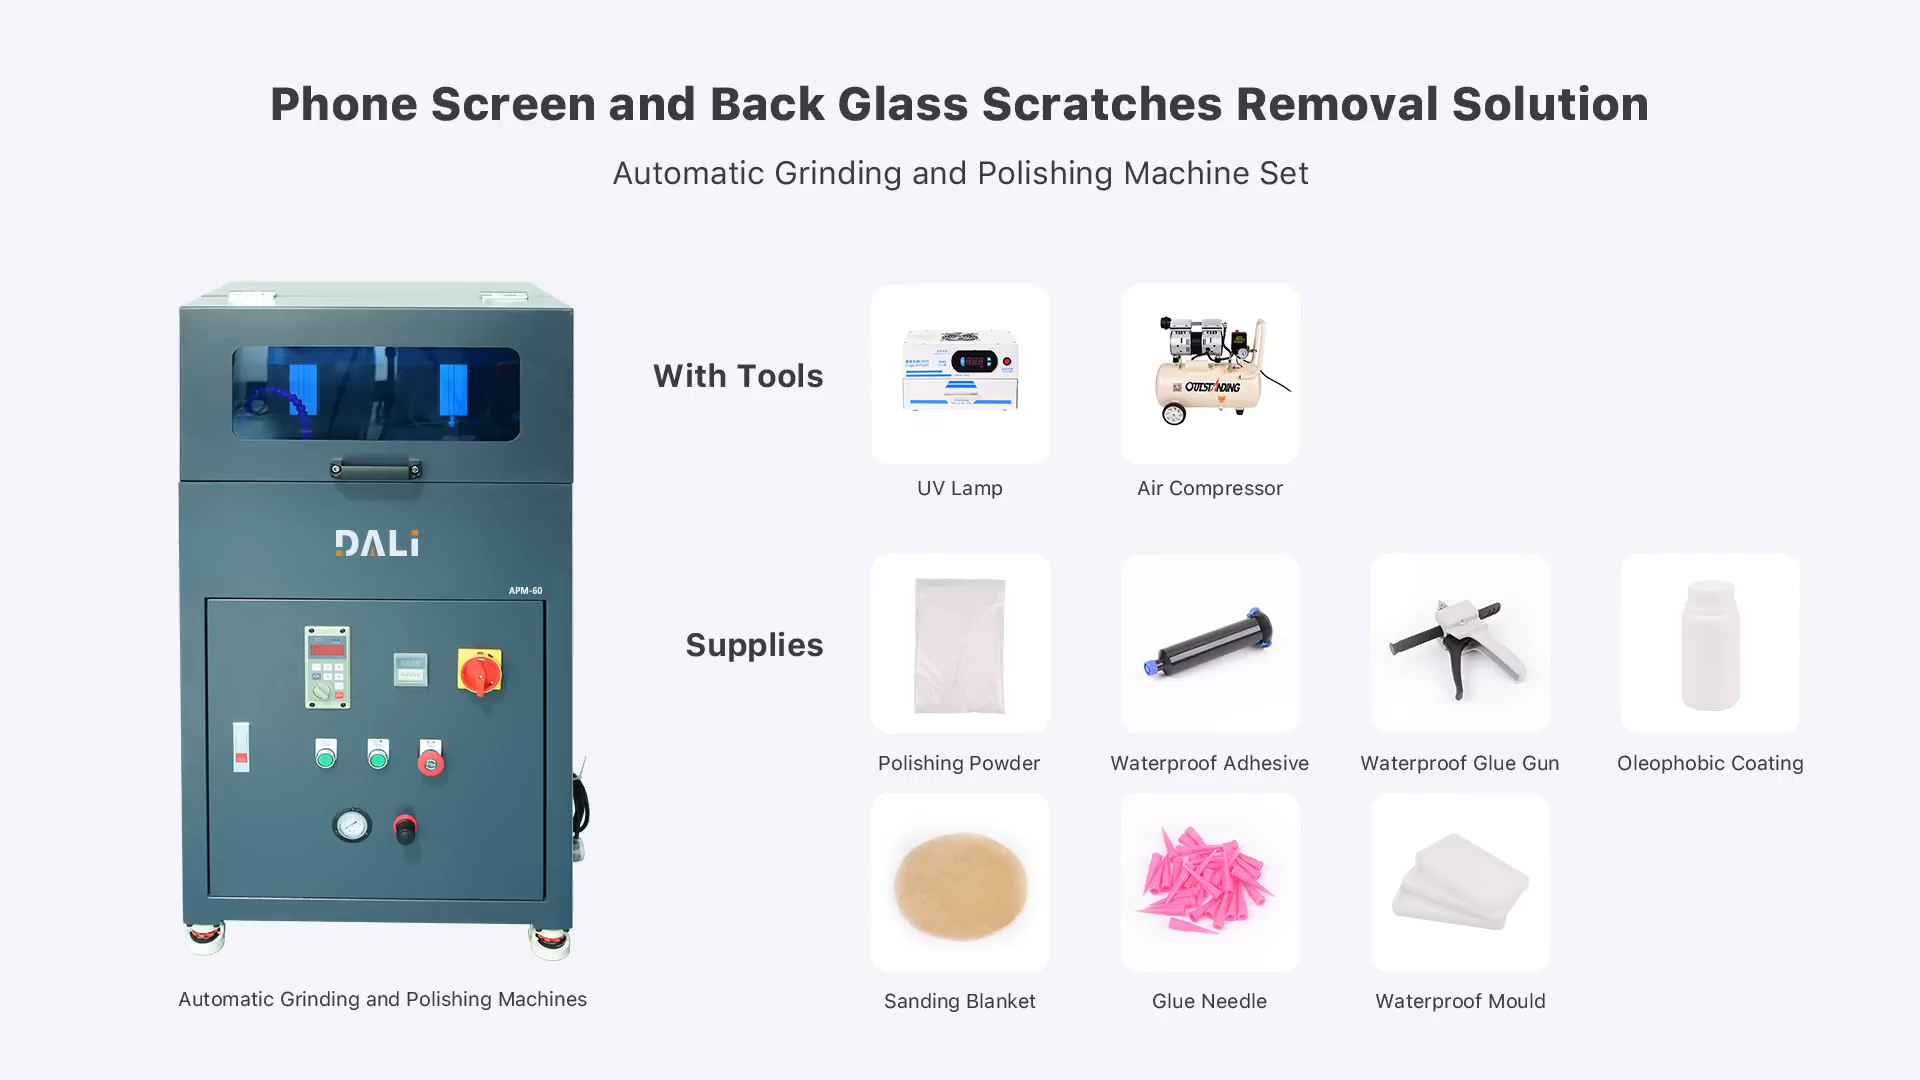 Phone Screen and Back Glass Scratches Removal Solution
Automatic Grinding and Polishing Machine Set
DALi
APM-60
Automatic Grinding and Polishing Machines
With Tools
OUTSTANDING
UV Lamp
Air Compressor
Supplies
Polishing Powder
Waterproof Adhesive
Waterproof Glue Gun
Oleophobic Coating
Sanding Blanket
Glue Needle
Waterproof Mould